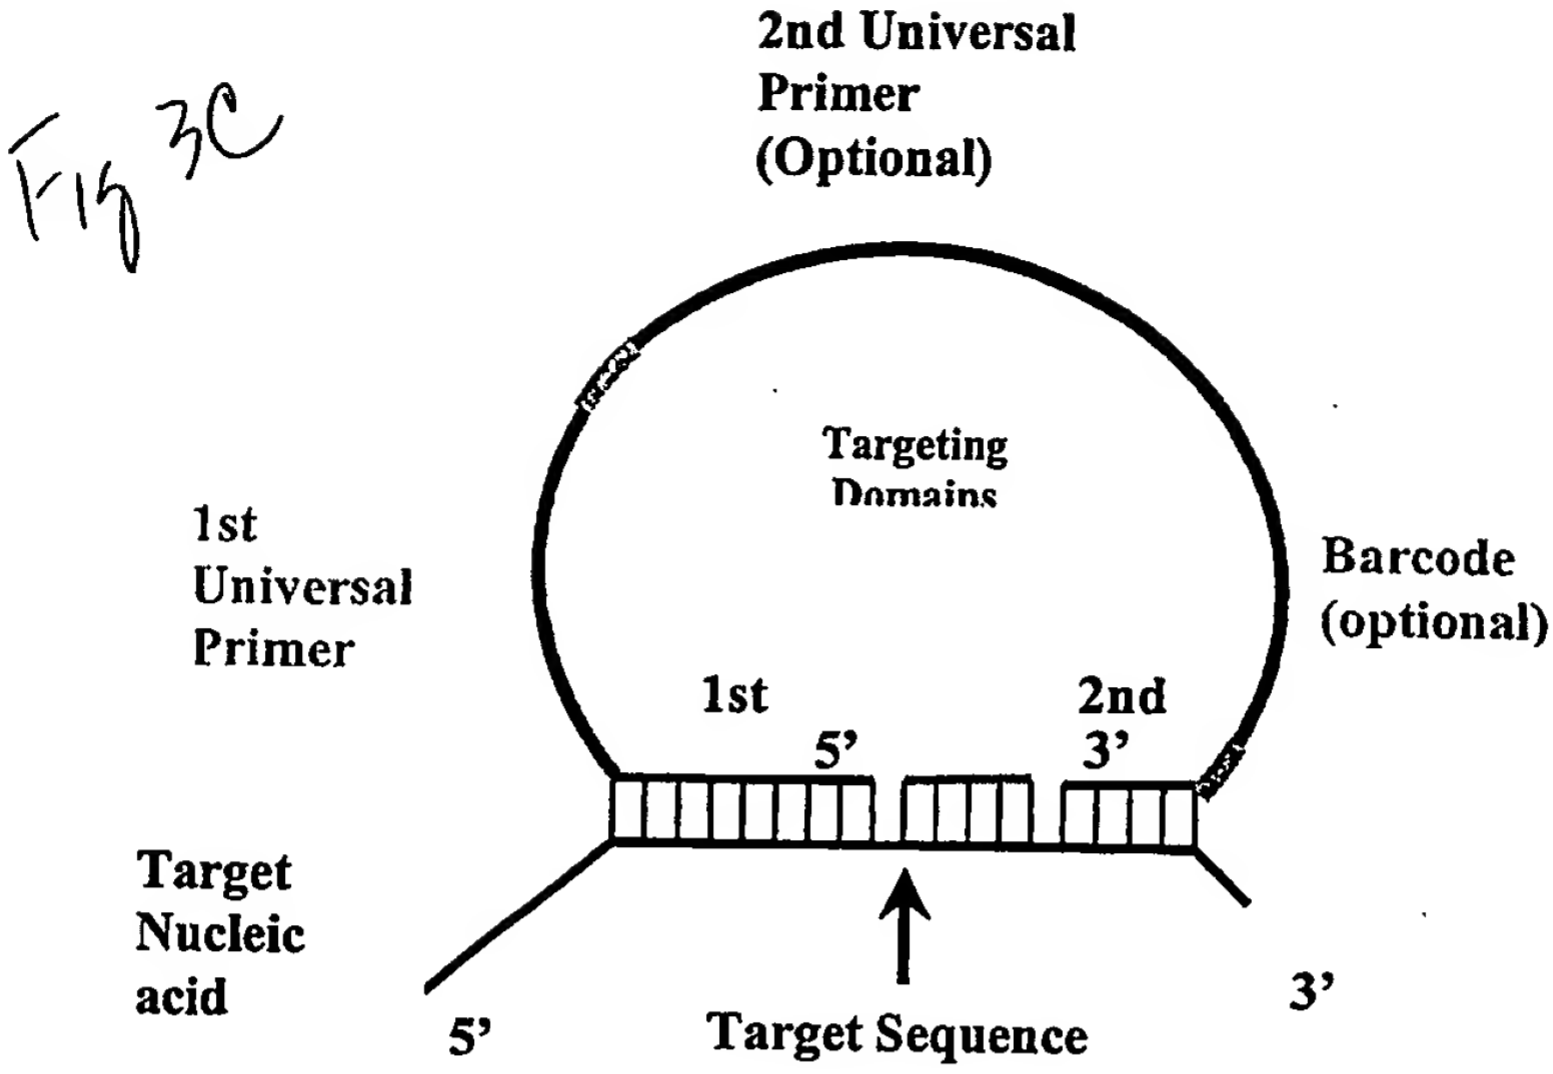 Fig 3C
2nd Universal
Primer
(Optional)
Targeting
Domains
1st
Universal
Primer
Barcode
(optional)
1st
2nd
5’
3’
Target
Nucleic
acid
5’
Target Sequence
3’